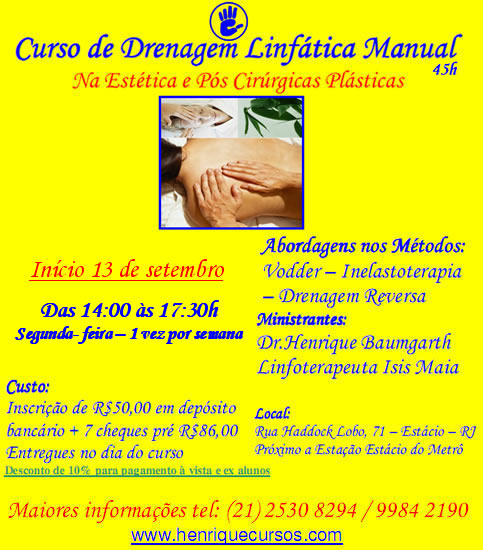 Curso de Drenagem Linfática Manual
45h
Na Estética e Pós Cirúrgicas Plásticas
Início 13 de setembro
Das 14:00 às 17:30h
Segunda- feira – 1 vez por semana
Abordagens nos Métodos:
Vodder – Inelastoterapia
– Drenagem Reversa
Ministrantes:
Dr.Henrique Baumgarth
Linfoterapeuta Isis Maia
Custo:
Inscrição de R$50,00 em depósito
bancário + 7 cheques pré R$86,00
Entregues no dia do curso
Desconto de 10% para pagamento à vista e ex alunos
Local:
Rua Haddock Lobo, 71 – Estácio – RJ
Próximo a Estação Estácio do Metrô
Maiores informações tel: (21) 2530 8294 / 9984 2190
www.henriquecursos.com